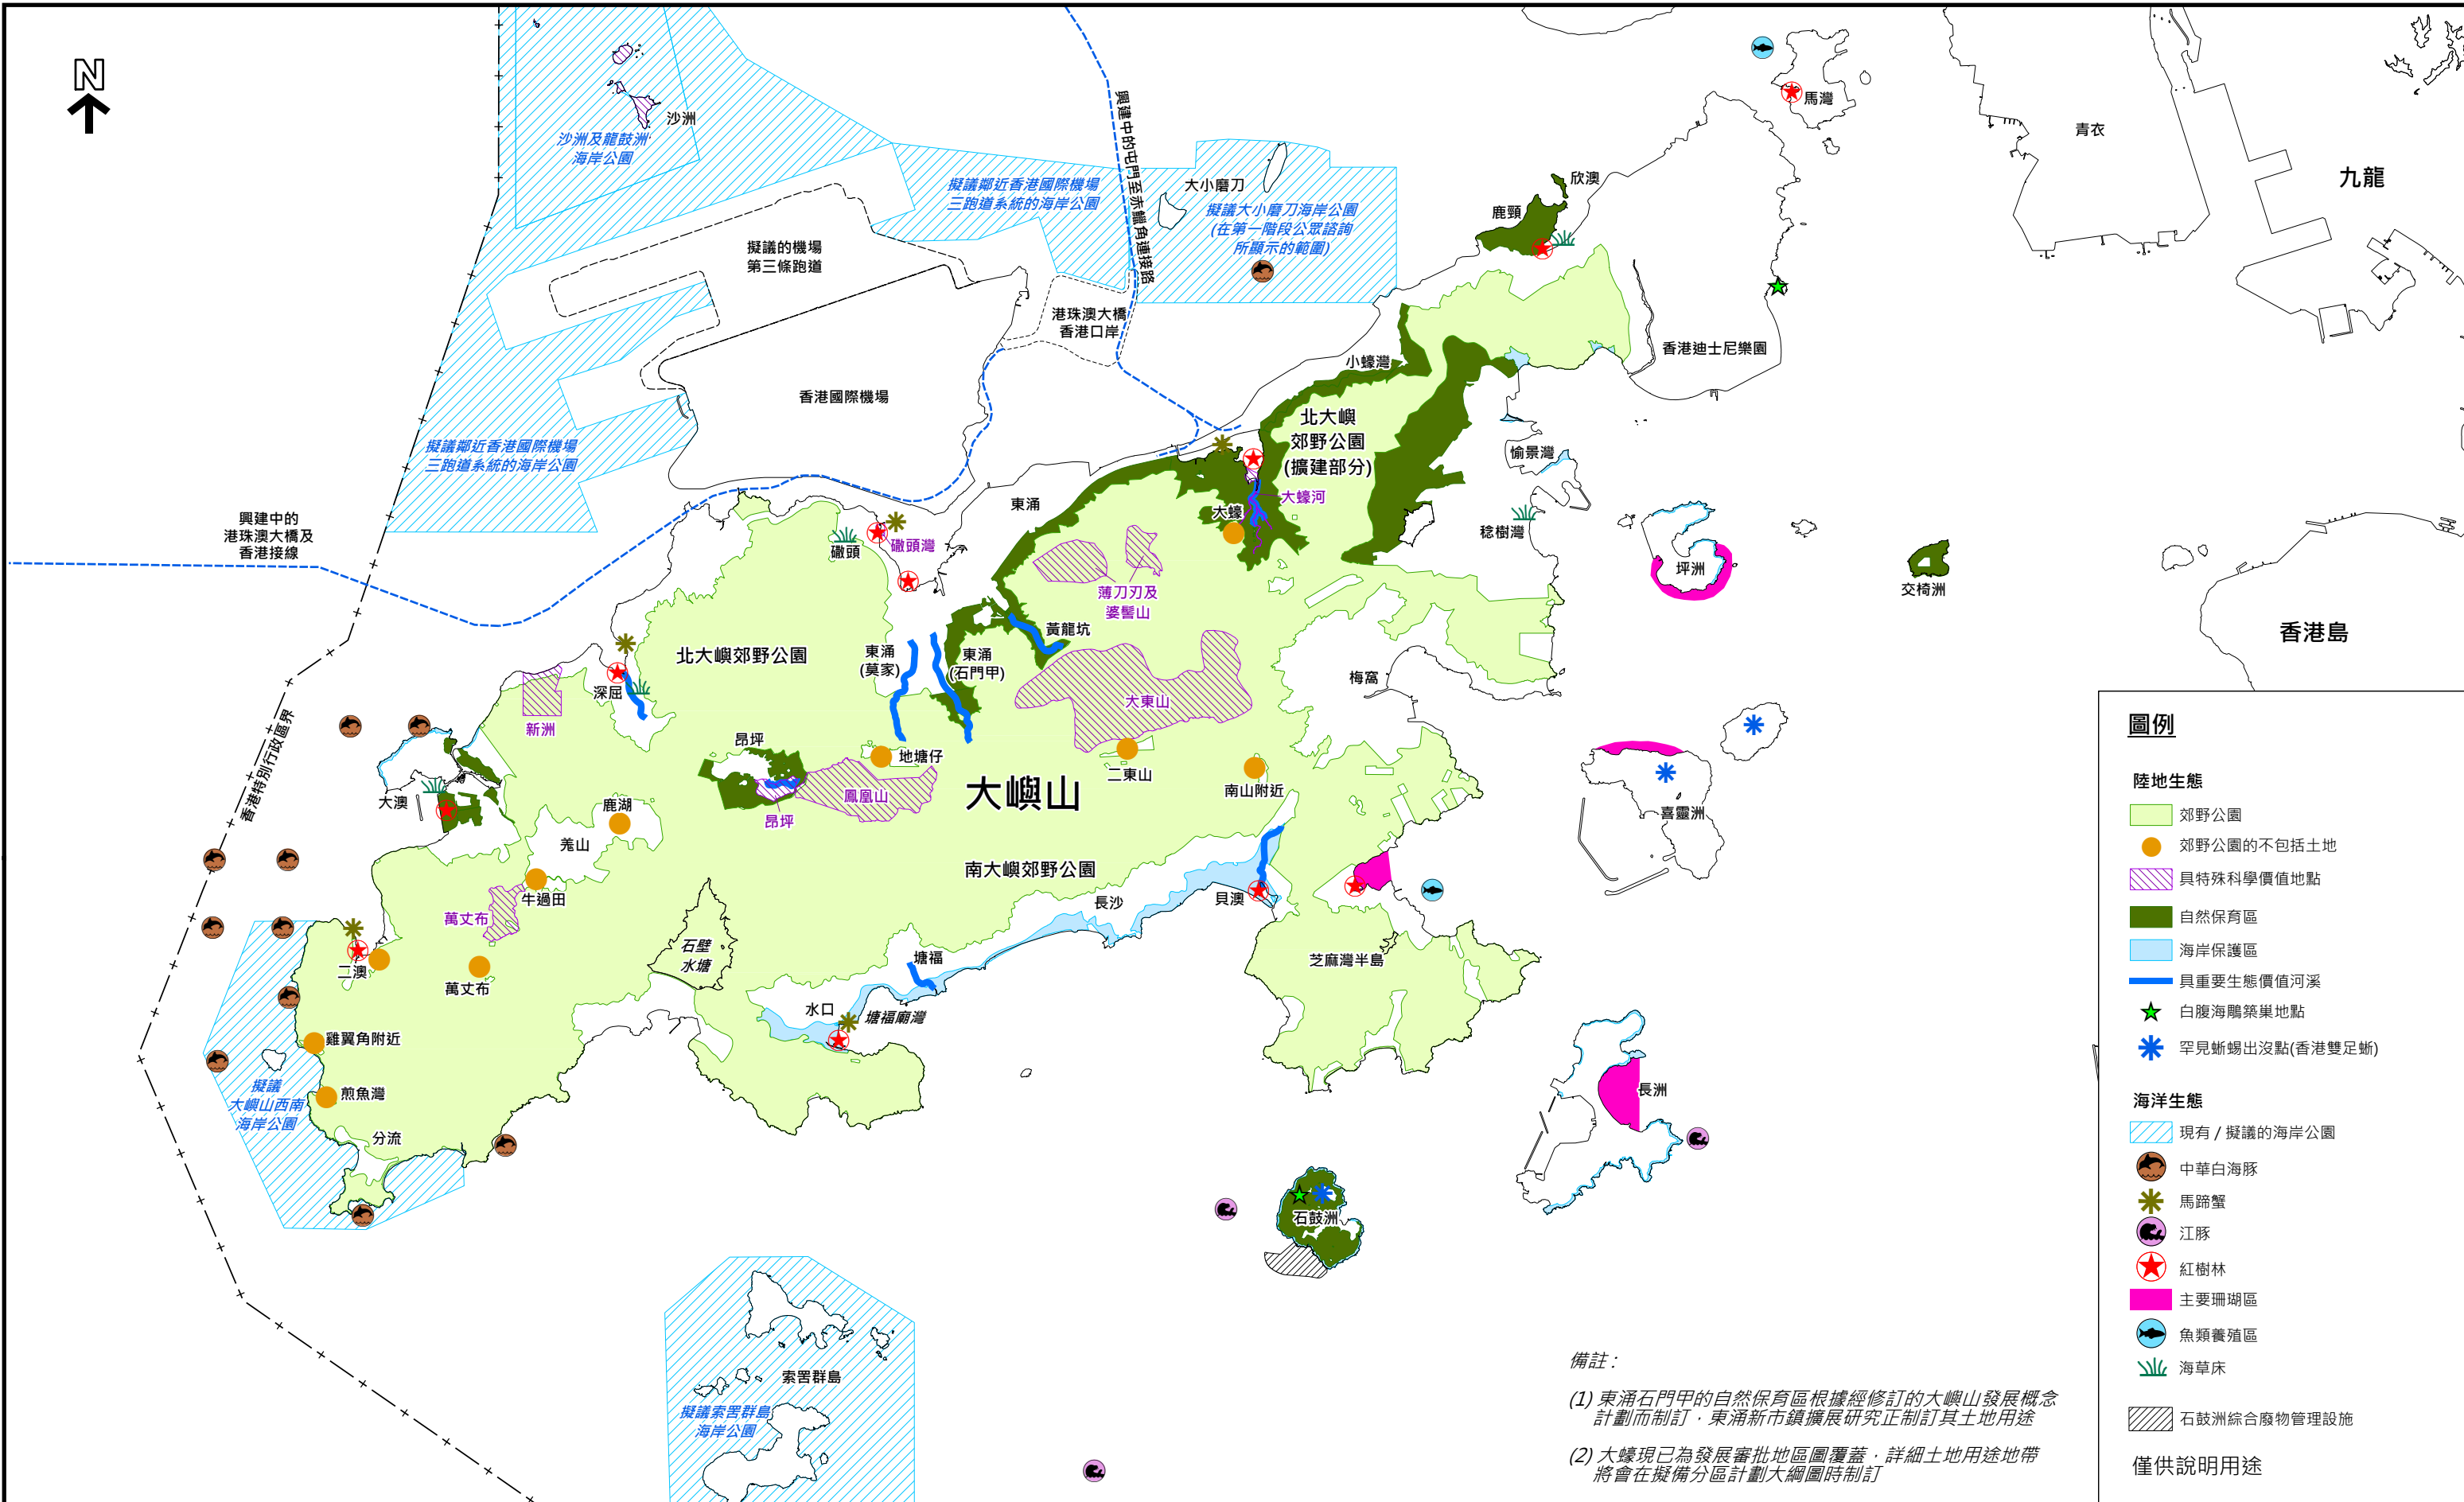 N
沙洲
沙洲及龍鼓洲
海岸公園
興建中的屯門至赤鱲角連接路
擬議鄰近香港國際機場
三跑道系統的海岸公園
大小磨刀
擬議大小磨刀海岸公園
(在第一階段公眾諮詢
所顯示的範圍)
馬灣
青衣
九龍
欣澳
鹿頸
擬議的機場
第三條跑道
港珠澳大橋
香港口岸
小蠔灣
香港迪士尼樂園
香港國際機場
北大嶼
郊野公園
(擴建部分)
擬議鄰近香港國際機場
三跑道系統的海岸公園
愉景灣
大蠔河
大蠔
東涌
稔樹灣
興建中的
港珠澳大橋及
香港接線
磡頭
磡頭灣
坪洲
交椅洲
薄刀刃及
婆髻山
黃龍坑
香港島
北大嶼郊野公園
東涌
(莫家)
東涌
(石門甲)
梅窩
深屈
大東山
新洲
香港特別行政區界
昂坪
地塘仔
二東山
南山附近
大嶼山
鳳凰山
昂坪
大澳
鹿湖
羗山
喜靈洲
南大嶼郊野公園
牛過田
長沙
貝澳
萬丈布
石壁
水塘
塘福
芝麻灣半島
二澳
萬丈布
水口
塘福廟灣
雞翼角附近
煎魚灣
擬議
大嶼山西南
海岸公園
長洲
分流
石鼓洲
索罟群島
擬議索罟群島
海岸公園
備註：
(1) 東涌石門甲的自然保育區根據經修訂的大嶼山發展概念
計劃而制訂，東涌新市鎮擴展研究正制訂其土地用途
(2) 大蠔現已為發展審批地區圖覆蓋，詳細土地用途地帶
將會在擬備分區計劃大綱圖時制訂
圖例
陸地生態
郊野公園
郊野公園的不包括土地
具特殊科學價值地點
自然保育區
海岸保護區
具重要生態價值河溪
白腹海鵰築巢地點
罕見蜥蜴出沒點(香港雙足蜥)
海洋生態
現有 / 擬議的海岸公園
中華白海豚
馬蹄蟹
江豚
紅樹林
主要珊瑚區
魚類養殖區
海草床
石鼓洲綜合廢物管理設施
僅供說明用途